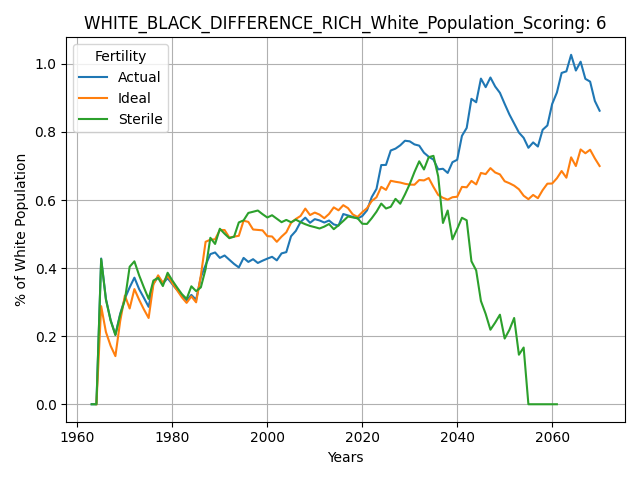 WHITE_BLACK_DIFFERENCE_RICH_White_Population_Scoring: 6
Fertility
Actual
Ideal
Sterile
% of White Population
1.0
0.8
0.6
0.4
0.2
0.0
1960 1980 2000 2020 2040 2060
Years